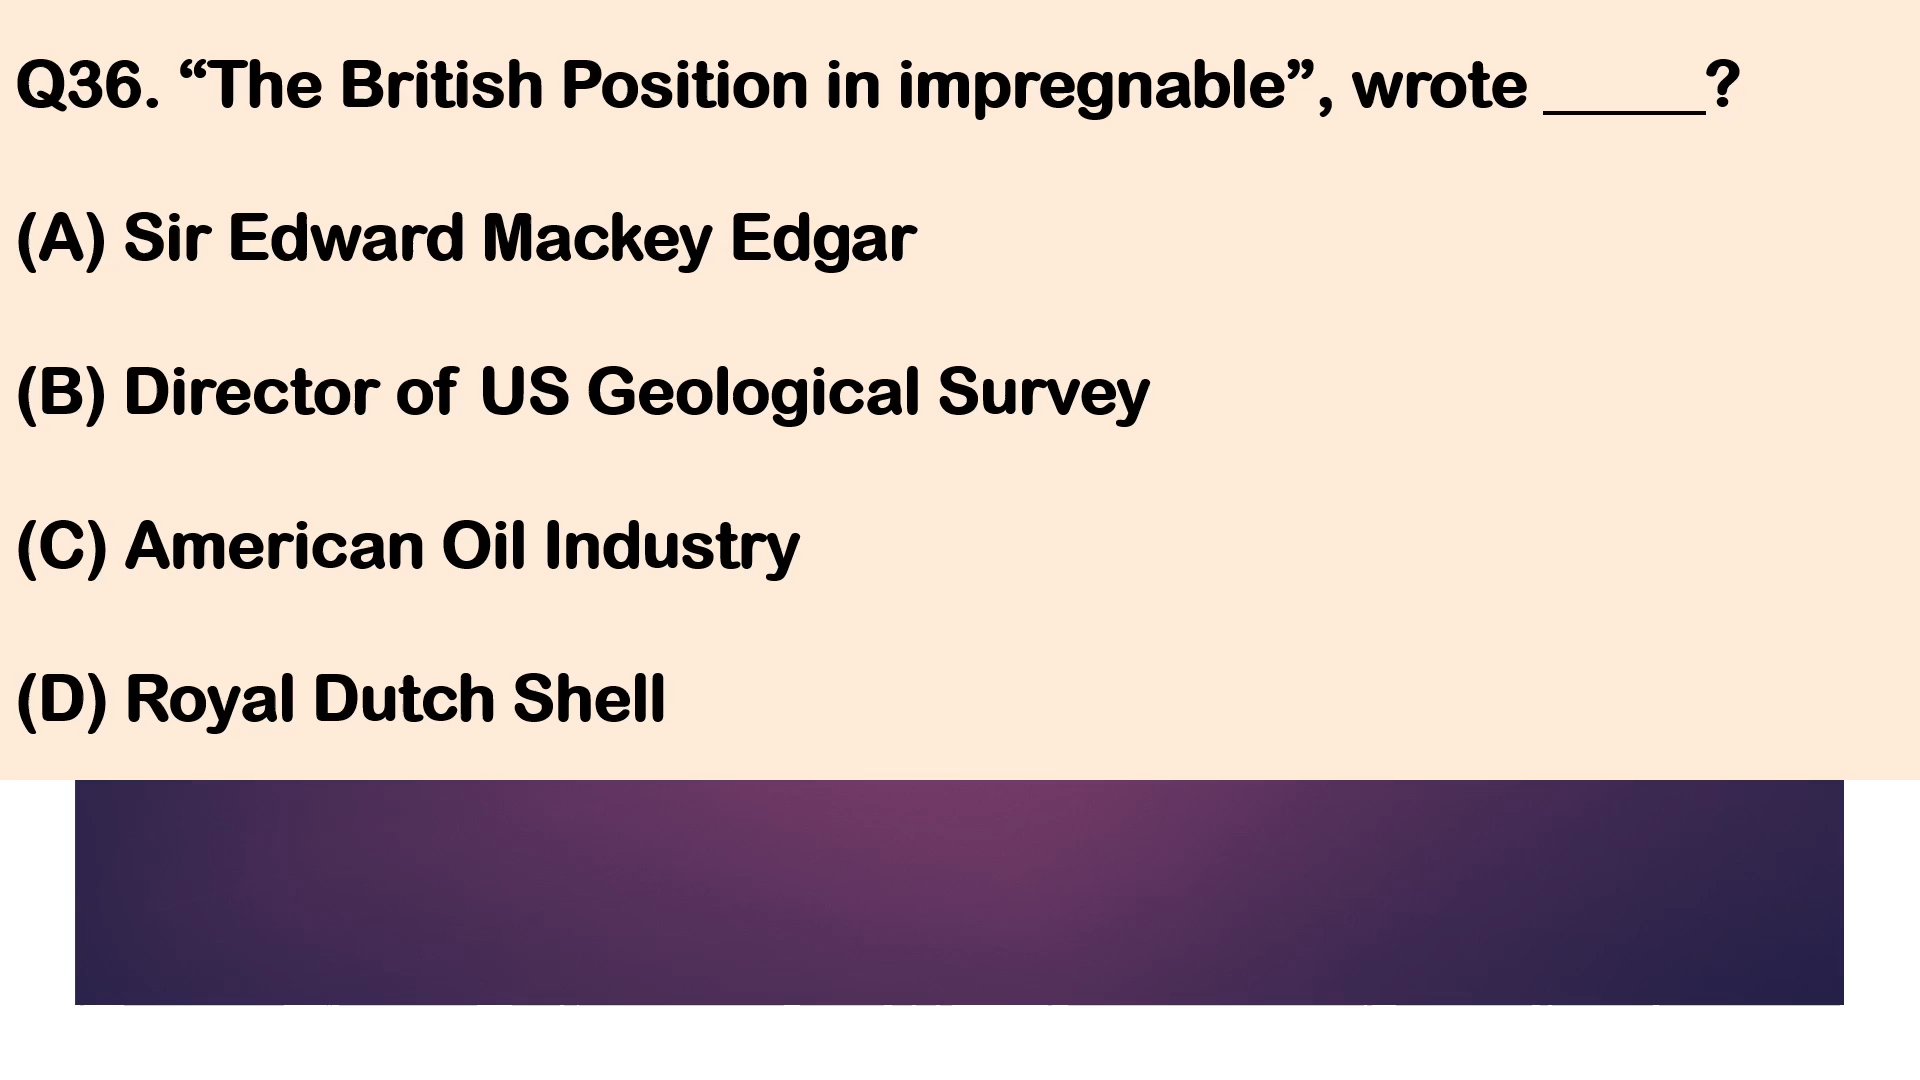 Q36. “The British Position in impregnable”, wrote _____?
(A) Sir Edward Mackey Edgar
(B) Director of US Geological Survey
(C) American Oil Industry
(D) Royal Dutch Shell